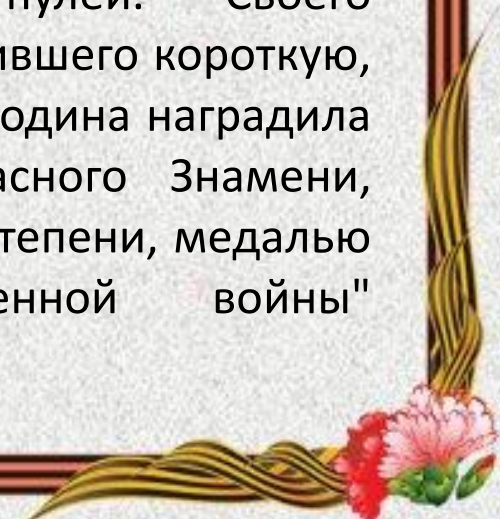 пулей. Своего
ившего короткую,
одина наградила
асного Знамени,
тепени, медалью
енной войны"